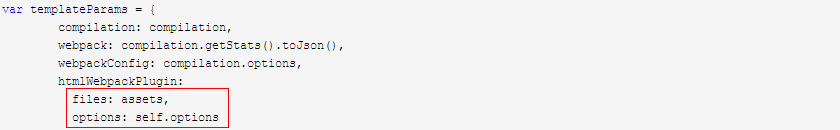 var templateParams = {
compilation: compilation,
webpack: compilation.getStats().toJson(),
webpackConfig: compilation.options,
htmlWebpackPlugin:
files: assets,
options: self.options